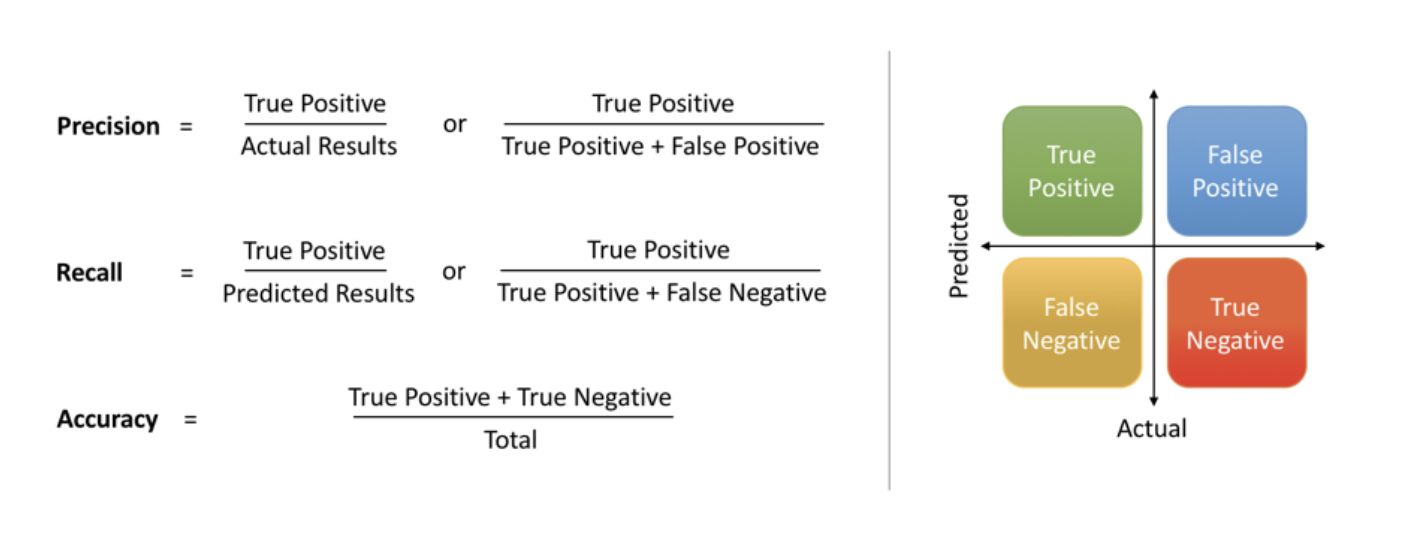 Precision = True Positive / Actual Results or True Positive / True Positive + False Positive
Recall = True Positive / Predicted Results or True Positive / True Positive + False Negative
Accuracy = True Positive + True Negative / Total
Predicted
True
Positive
False
Positive
False
Negative
True
Negative
Actual